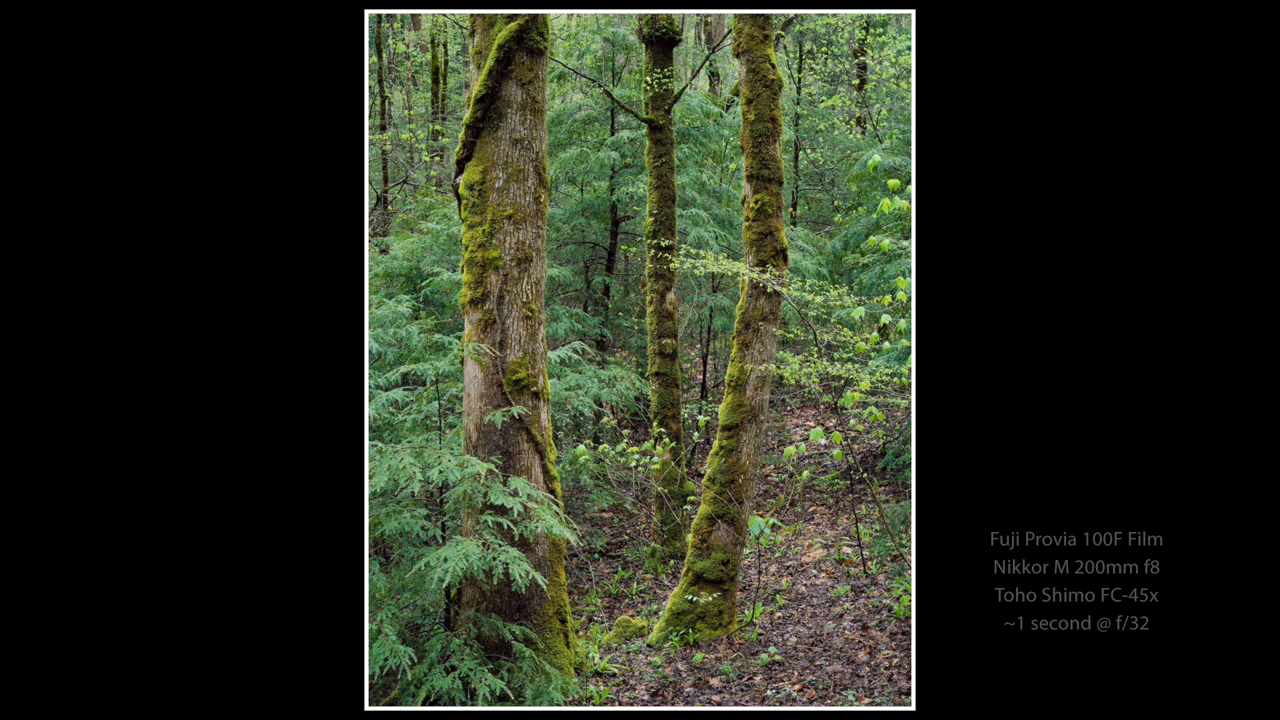 Fuji Provia 100F Film
Nikkor M 200mm f8
Toho Shimo FC-45x
~1 second @ f/32